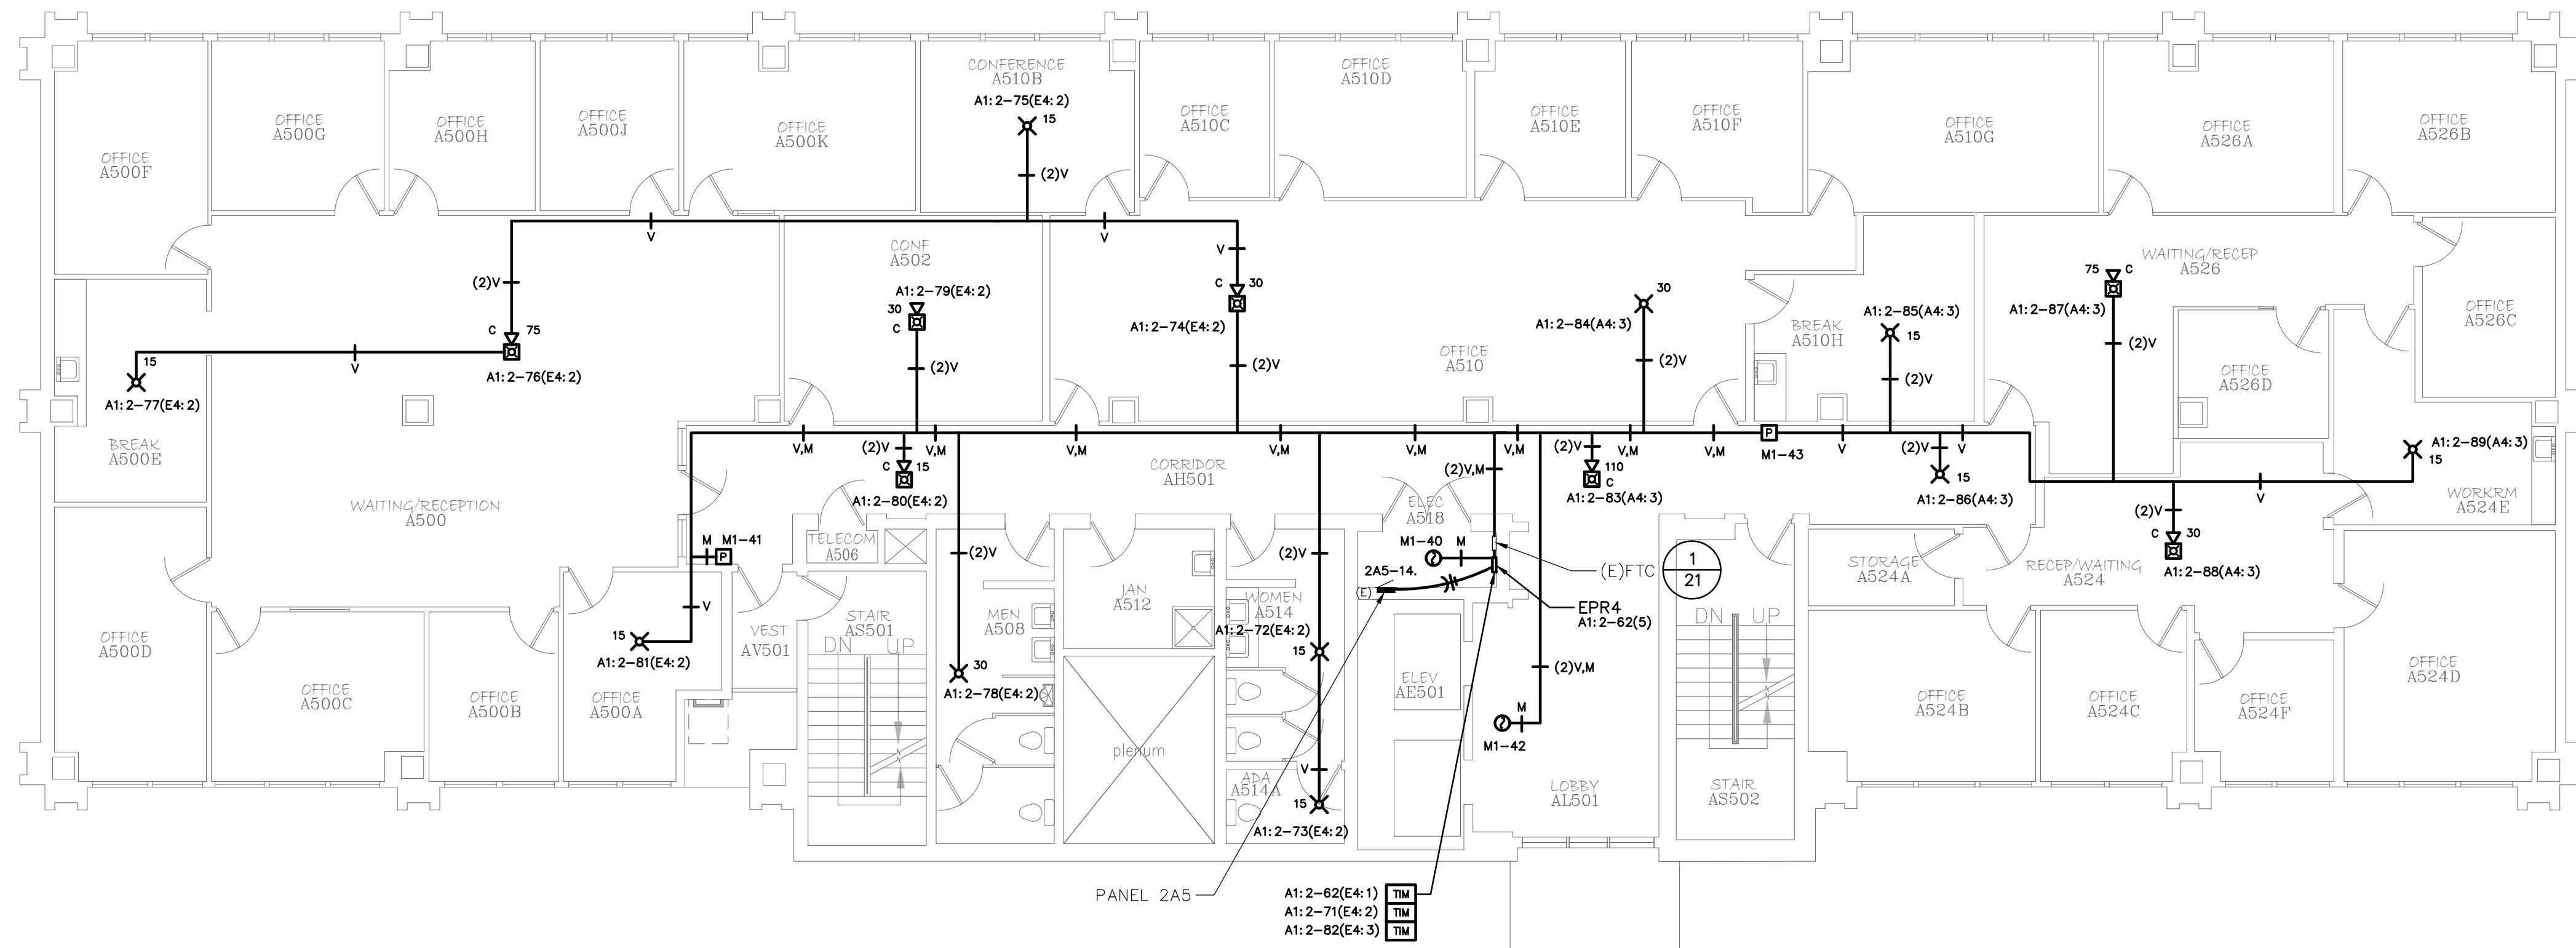 CONFERENCE
A510B
A1:2-75(E4:2)
15
(2)V
OFFICE
A510D
OFFICE
A500F
OFFICE
A500G
OFFICE
A500H
OFFICE
A500J
OFFICE
A500K
OFFICE
A510C
OFFICE
A510E
OFFICE
A510F
OFFICE
A510G
OFFICE
A526A
OFFICE
A526B
V
V
V
(2)V
C
75
A1:2-76(E4:2)
V
15
A1:2-77(E4:2)
BREAK
A500E
CONF
A502
A1:2-79(E4:2)
30
C
(2)V
C
30
A1:2-74(E4:2)
(2)V
30
A1:2-84(A4:3)
(2)V
OFFICE
A510
BREAK
A510H
A1:2-85(A4:3)
15
(2)V
WAITING/RECEP
A526
75
C
A1:2-87(A4:3)
(2)V
OFFICE
A526C
OFFICE
A526D
V,M
V,M
V,M
V,M
V,M
V,M
V,M
V,M
P
M1-43
V
V
(2)V
15
A1:2-86(A4:3)
(2)V
C
15
A1:2-80(E4:2)
CORRIDOR
AH501
(2)V,M
(2)V
110
C
A1:2-83(A4:3)
A1:2-89(A4:3)
15
V
WORKRM
A524E
WAITING/RECEPTION
A500
M
M1-41
P
V
TELECOM
A506
(2)V
(2)V
ELEC
A518
M1-40
M
2A5-14.
(E)
(E)FTC
1
21
EPR4
A1:2-62(5)
STORAGE
A524A
RECEP/WAITING
A524
(2)V
C
30
A1:2-88(A4:3)
OFFICE
A500D
OFFICE
A500C
OFFICE
A500B
OFFICE
A500A
15
A1:2-81(E4:2)
VEST
AV501
STAIR
AS501
DN
UP
MEN
A508
30
A1:2-78(E4:2)
JAN
A512
plenum
WOMEN
A514
A1:2-72(E4:2)
15
V
ADA
A514A
15
A1:2-73(E4:2)
ELEV
AE501
(2)V,M
M
M1-42
LOBBY
AL501
DN
UP
STAIR
AS502
OFFICE
A524B
OFFICE
A524C
OFFICE
A524F
OFFICE
A524D
PANEL 2A5
A1:2-62(E4:1) TIM
A1:2-71(E4:2) TIM
A1:2-82(E4:3) TIM